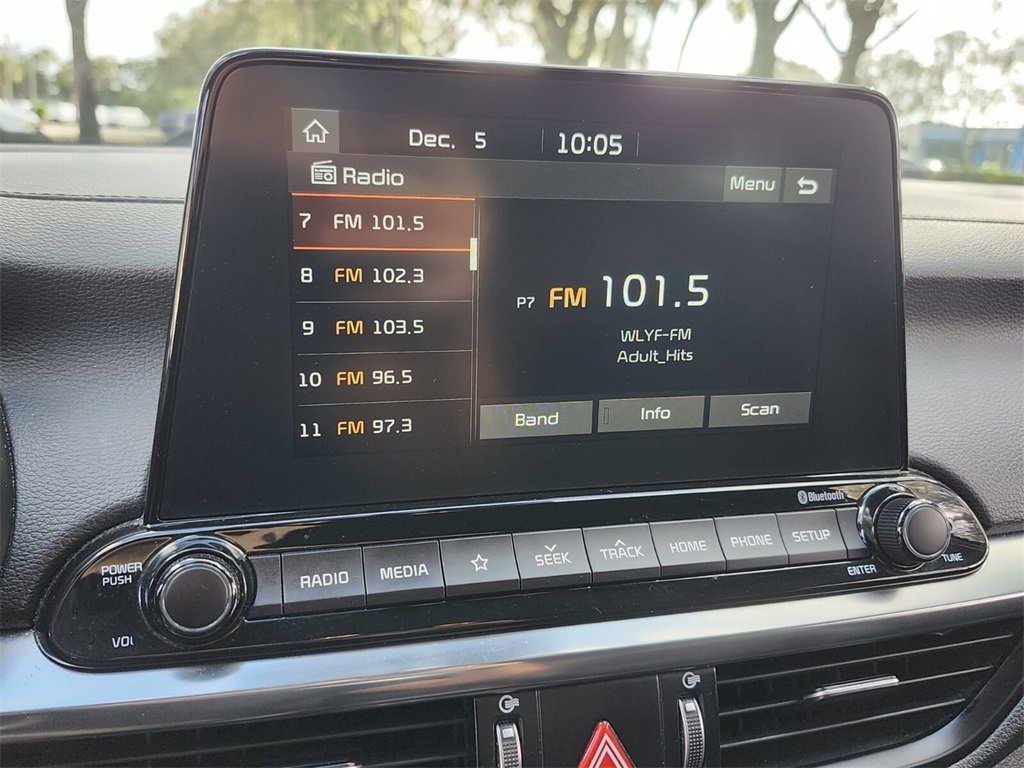 Dec. 5 10:05
Radio
Menu
7 FM 101.5
8 FM 102.3
9 FM 103.5
10 FM 96.5
11 FM 97.3
P7 FM 101.5
WLYF-FM
Adult_Hits
Band Info Scan
Bluetooth
POWER
PUSH
VOL
RADIO MEDIA SEEK TRACK HOME PHONE SETUP
ENTER
TUNE